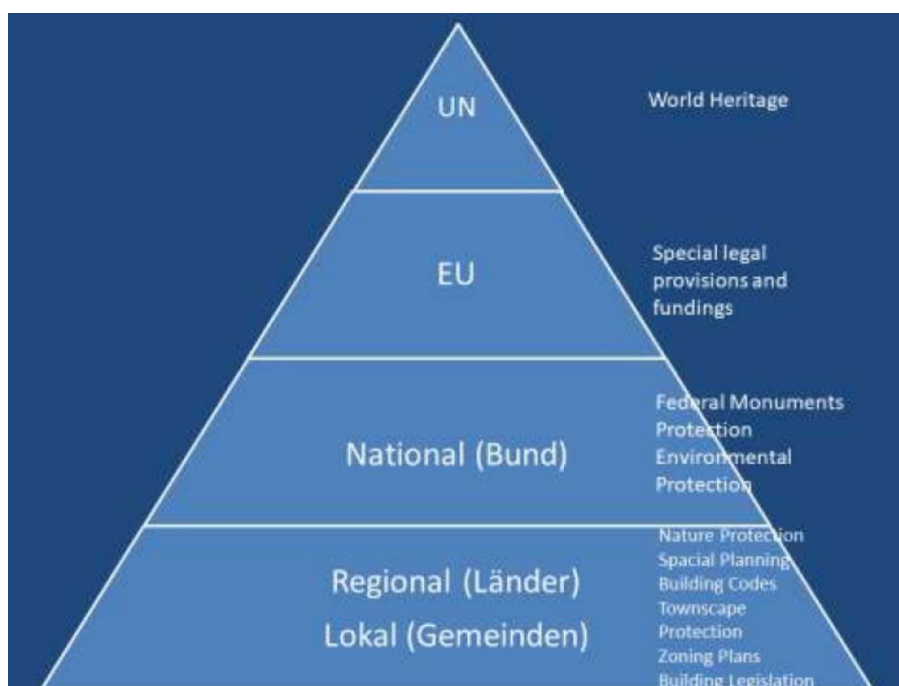 UN
World Heritage
EU
Special legal
provisions and
fundings
National (Bund)
Federal Monuments
Protection
Environmental
Protection
Regional (Länder)
Lokal (Gemeinden)
Nature Protection
Spacial Planning
Building Codes
Townscape
Protection
Zoning Plans
Building Legislation